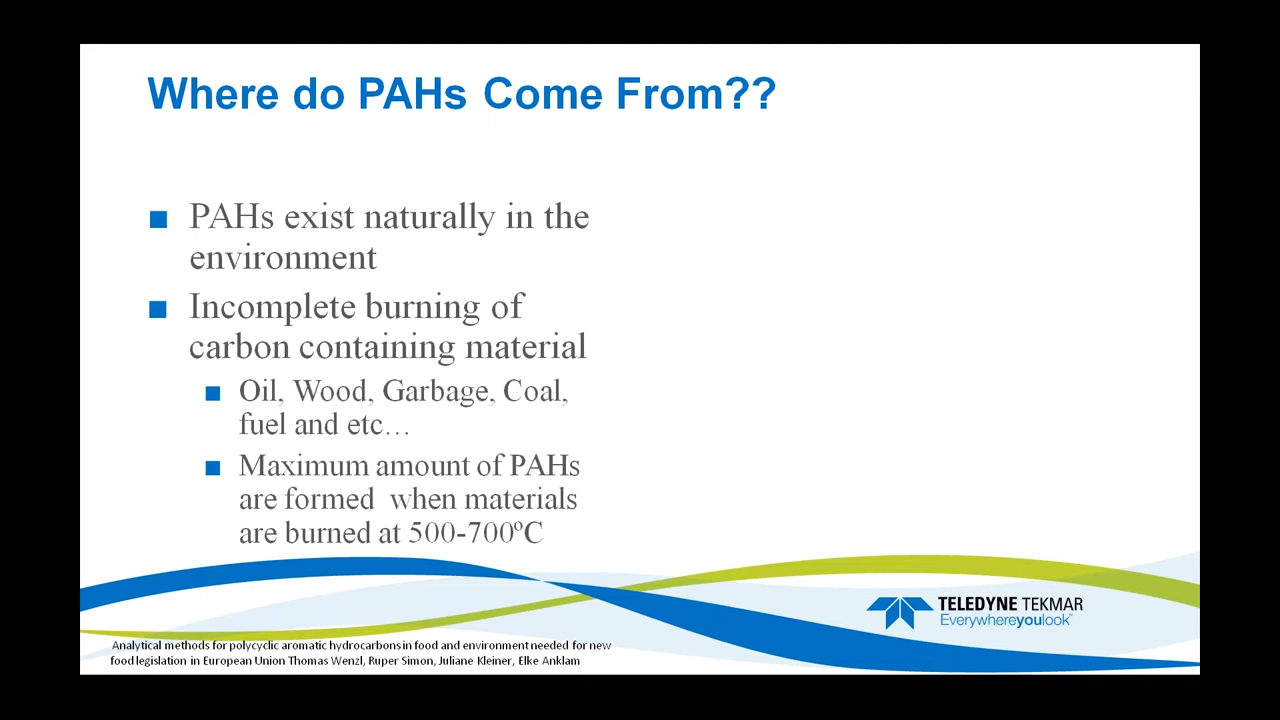 Where do PAHs Come From??
PAHs exist naturally in the
environment
Incomplete burning of
carbon containing material
Oil, Wood, Garbage, Coal,
fuel and etc…
Maximum amount of PAHs
are formed when materials
are burned at 500-700ºC
TELEDYNE TEKMAR
Everywhereyoulook™
Analytical methods for polycyclic aromatic hydrocarbons in food and environment needed for new
food legislation in European Union Thomas Wenzl, Ruper Simon, Juliane Kleiner, Elke Anklam